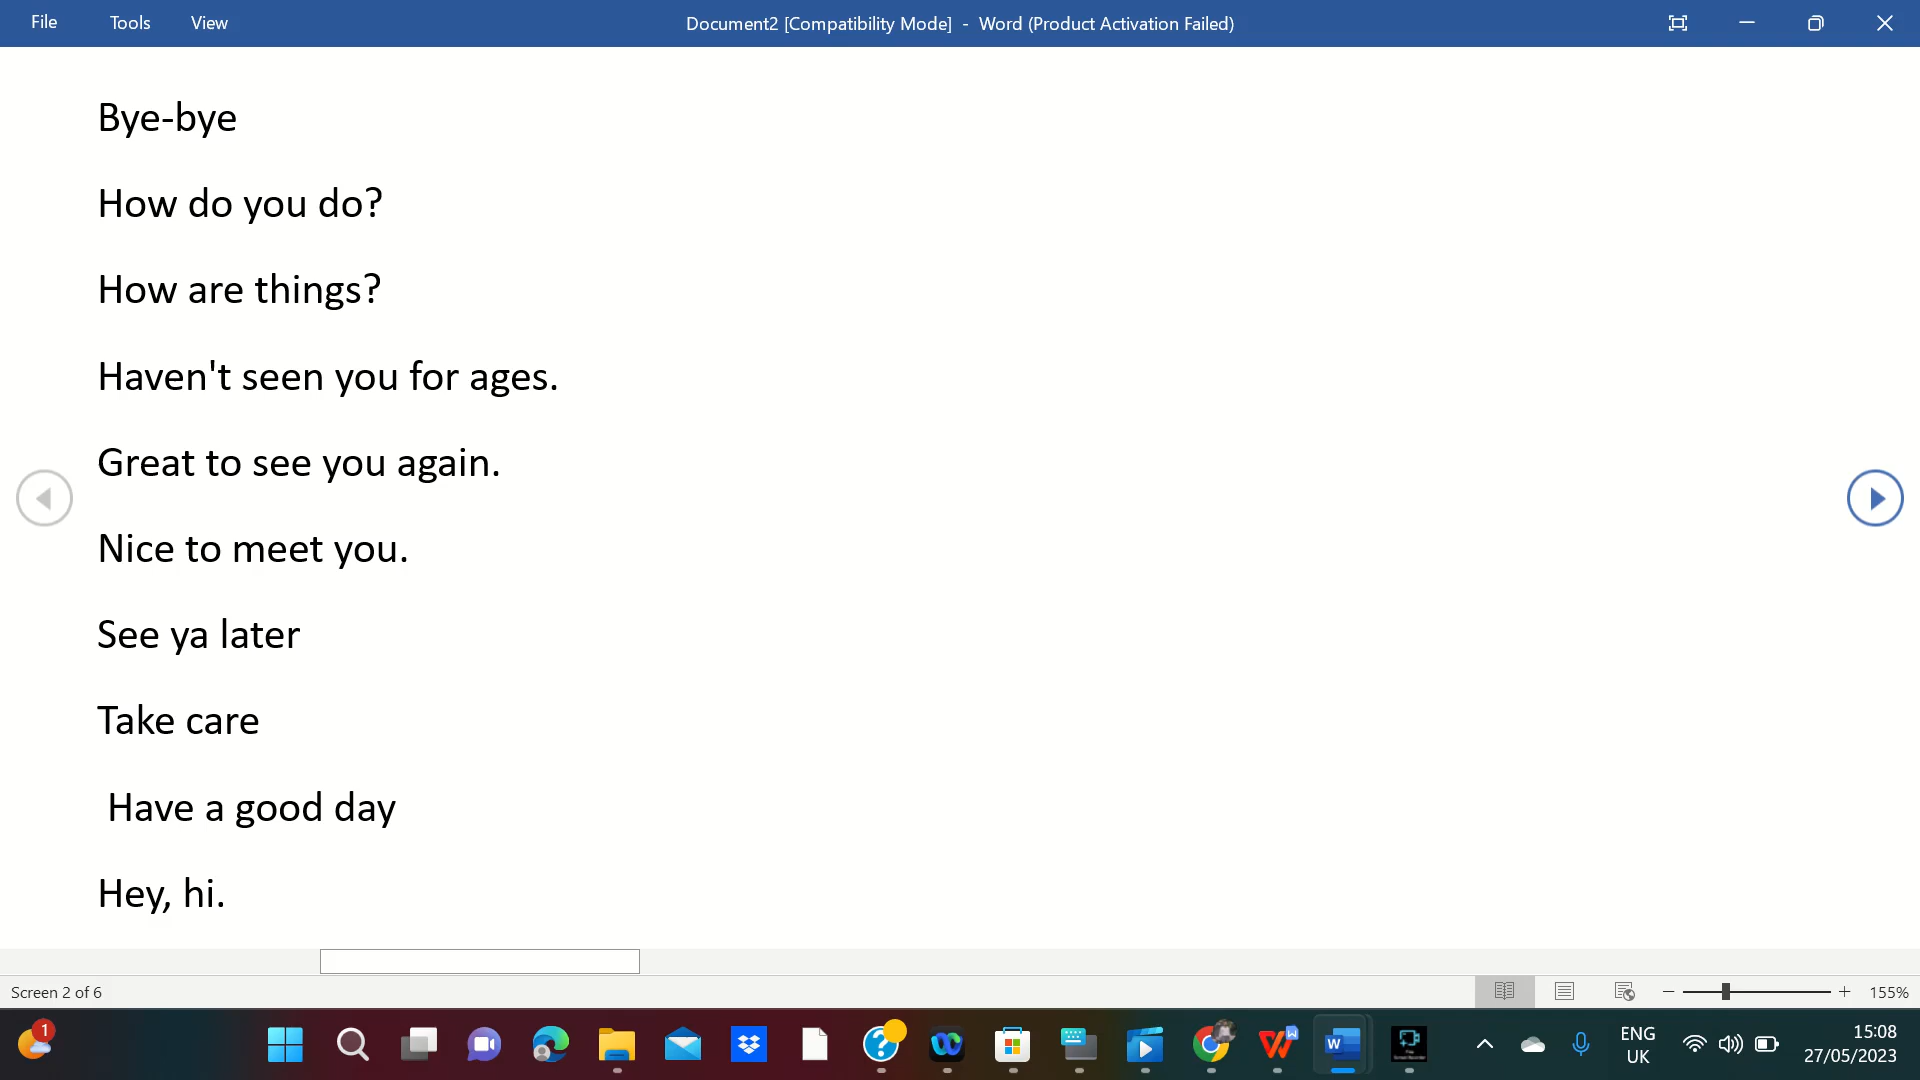 File Tools View Document2 [Compatibility Mode] - Word (Product Activation Failed)
Bye-bye
How do you do?
How are things?
Haven't seen you for ages.
Great to see you again.
Nice to meet you.
See ya later
Take care
Have a good day
Hey, hi.
Screen 2 of 6 155%
1
ENG 15:08
UK 27/05/2023